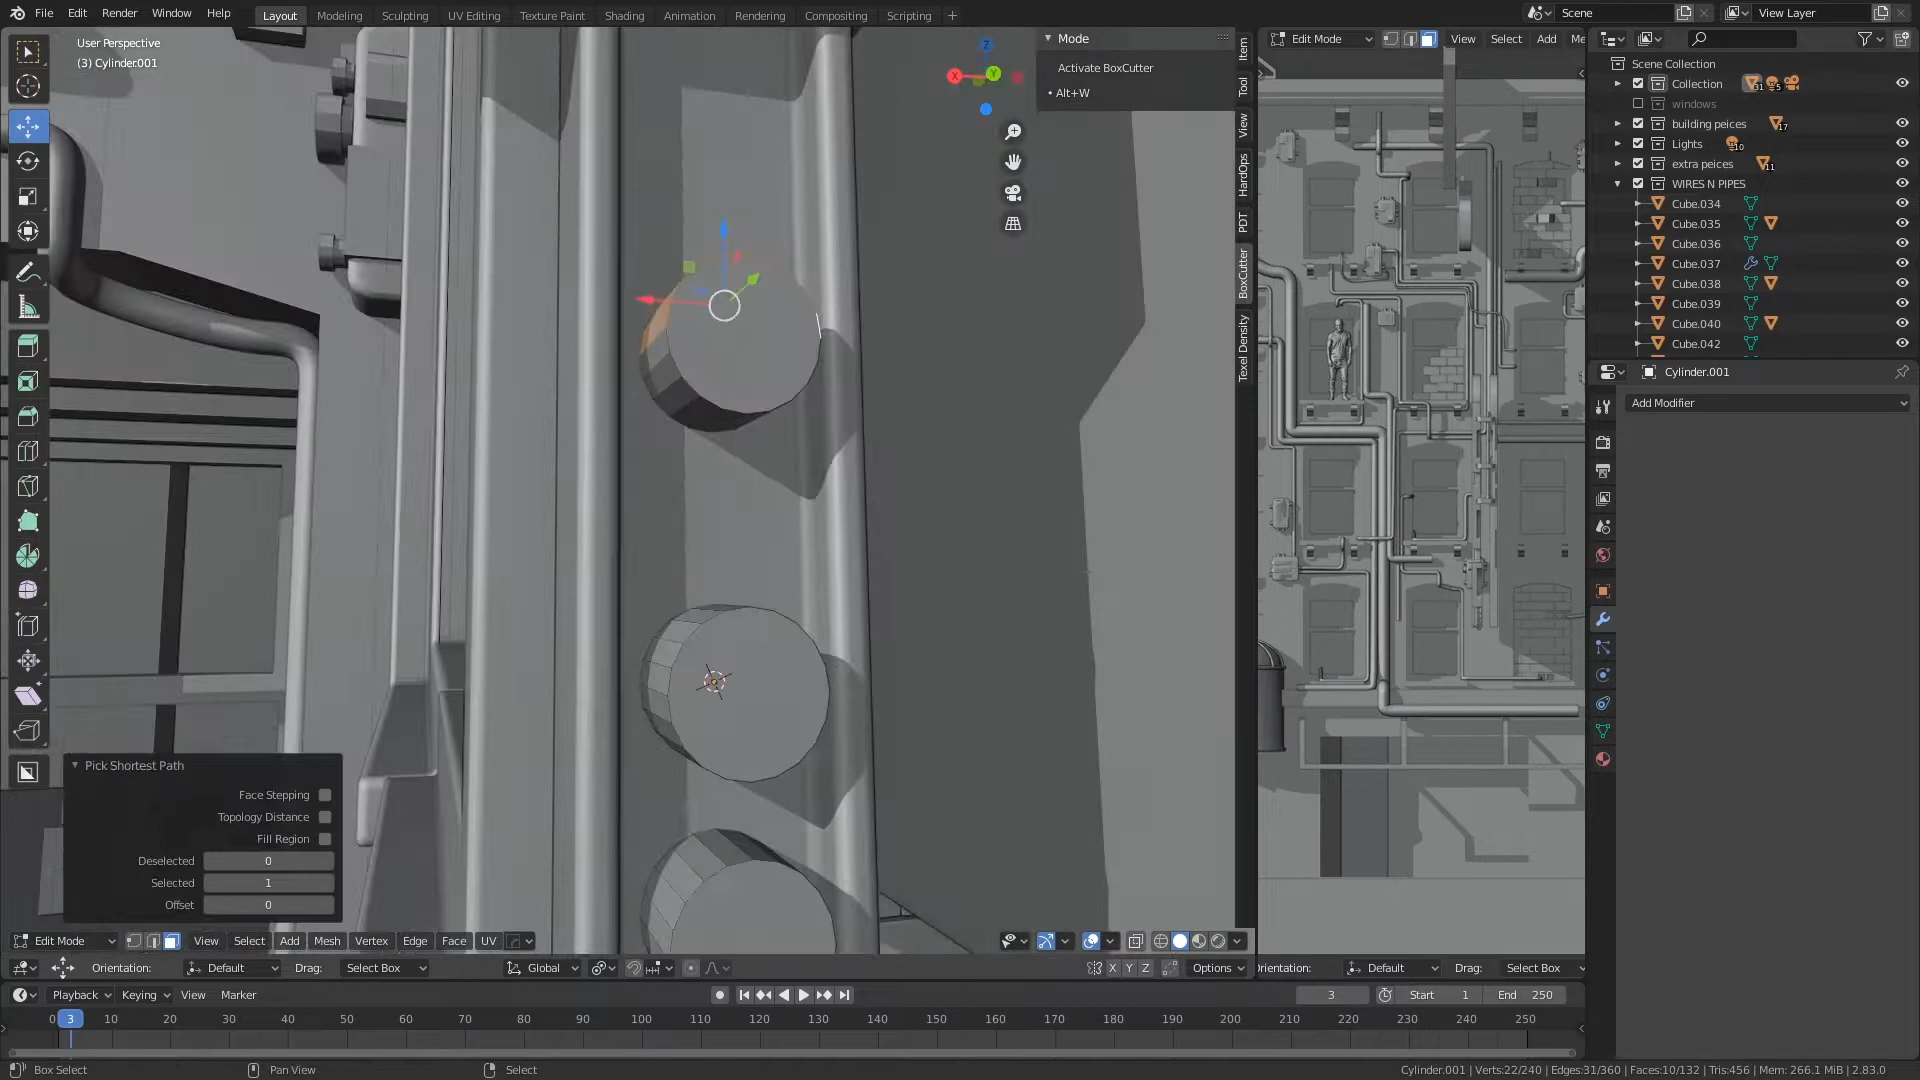 File Edit Render Window Help
Layout Modeling Sculpting UV Editing Texture Paint Shading Animation Rendering Compositing Scripting +
Scene
View Layer
User Perspective
(3) Cylinder.001
Mode
Activate BoxCutter
• Alt+W
Z
X
Y
Item
Tool
View
HardOps
PDT
BoxCutter
Texel Density
Edit Mode
View Select Add Me
Scene Collection
Collection 31 5
windows
building peices 17
Lights 10
extra peices 11
WIRES N PIPES
Cube.034
Cube.035
Cube.036
Cube.037
Cube.038
Cube.039
Cube.040
Cube.042
Cylinder.001
Add Modifier
Pick Shortest Path
Face Stepping
Topology Distance
Fill Region
Deselected 0
Selected 1
Offset 0
Edit Mode View Select Add Mesh Vertex Edge Face UV
Orientation: Default Drag: Select Box Global X Y Z Options
Orientation: Default Drag: Select Box
Playback Keying View Marker 3 Start 1 End 250
0 3 10 20 30 40 50 60 70 80 90 100 110 120 130 140 150 160 170 180 190 200 210 220 230 240 250
Box Select Pan View Select
Cylinder.001 | Verts:22/240 | Edges:31/360 | Faces:10/132 | Tris:456 | Mem: 266.1 MiB | 2.83.0